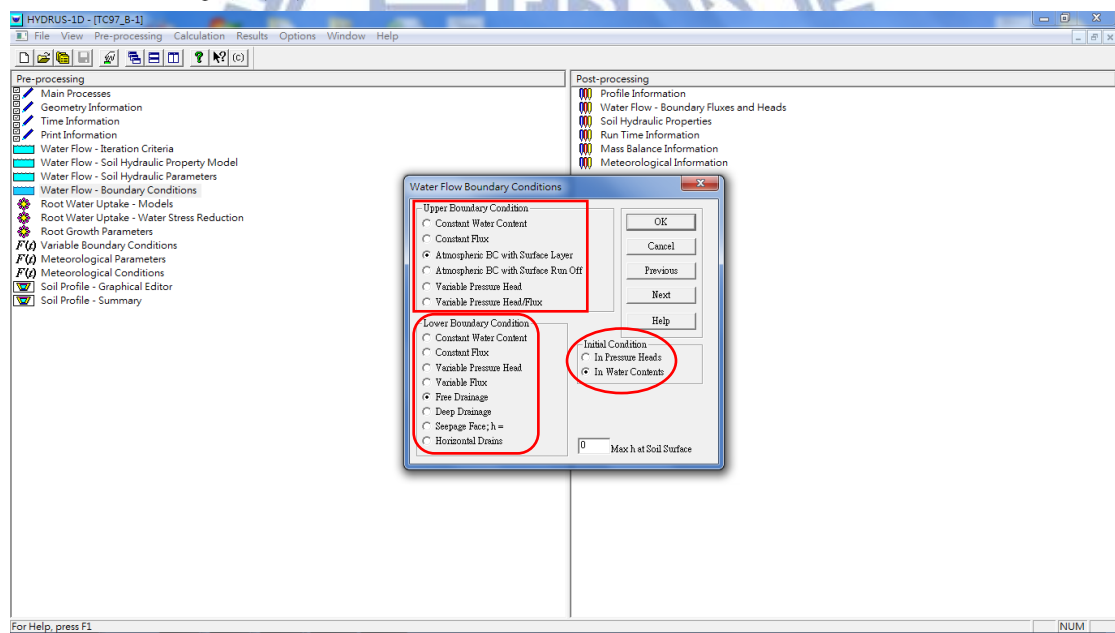 HYDRUS-1D - [TC97_B-1]
File View Pre-processing Calculation Results Options Window Help
Pre-processing
Main Processes
Geometry Information
Time Information
Print Information
Water Flow - Iteration Criteria
Water Flow - Soil Hydraulic Property Model
Water Flow - Soil Hydraulic Parameters
Water Flow - Boundary Conditions
Root Water Uptake - Models
Root Water Uptake - Water Stress Reduction
Root Growth Parameters
F(t) Variable Boundary Conditions
F(t) Meteorological Parameters
F(t) Meteorological Conditions
Soil Profile - Graphical Editor
Soil Profile - Summary
Post-processing
Profile Information
Water Flow - Boundary Fluxes and Heads
Soil Hydraulic Properties
Run Time Information
Mass Balance Information
Meteorological Information
Water Flow Boundary Conditions
Upper Boundary Condition
Constant Water Content
Constant Flux
Atmospheric BC with Surface Layer
Atmospheric BC with Surface Run Off
Variable Pressure Head
Variable Pressure Head/Flux
Lower Boundary Condition
Constant Water Content
Constant Flux
Variable Pressure Head
Variable Flux
Free Drainage
Deep Drainage
Seepage Face; h =
Horizontal Drains
OK
Cancel
Previous
Next
Help
Initial Condition
In Pressure Heads
In Water Contents
0 Max h at Soil Surface
For Help, press F1
NUM